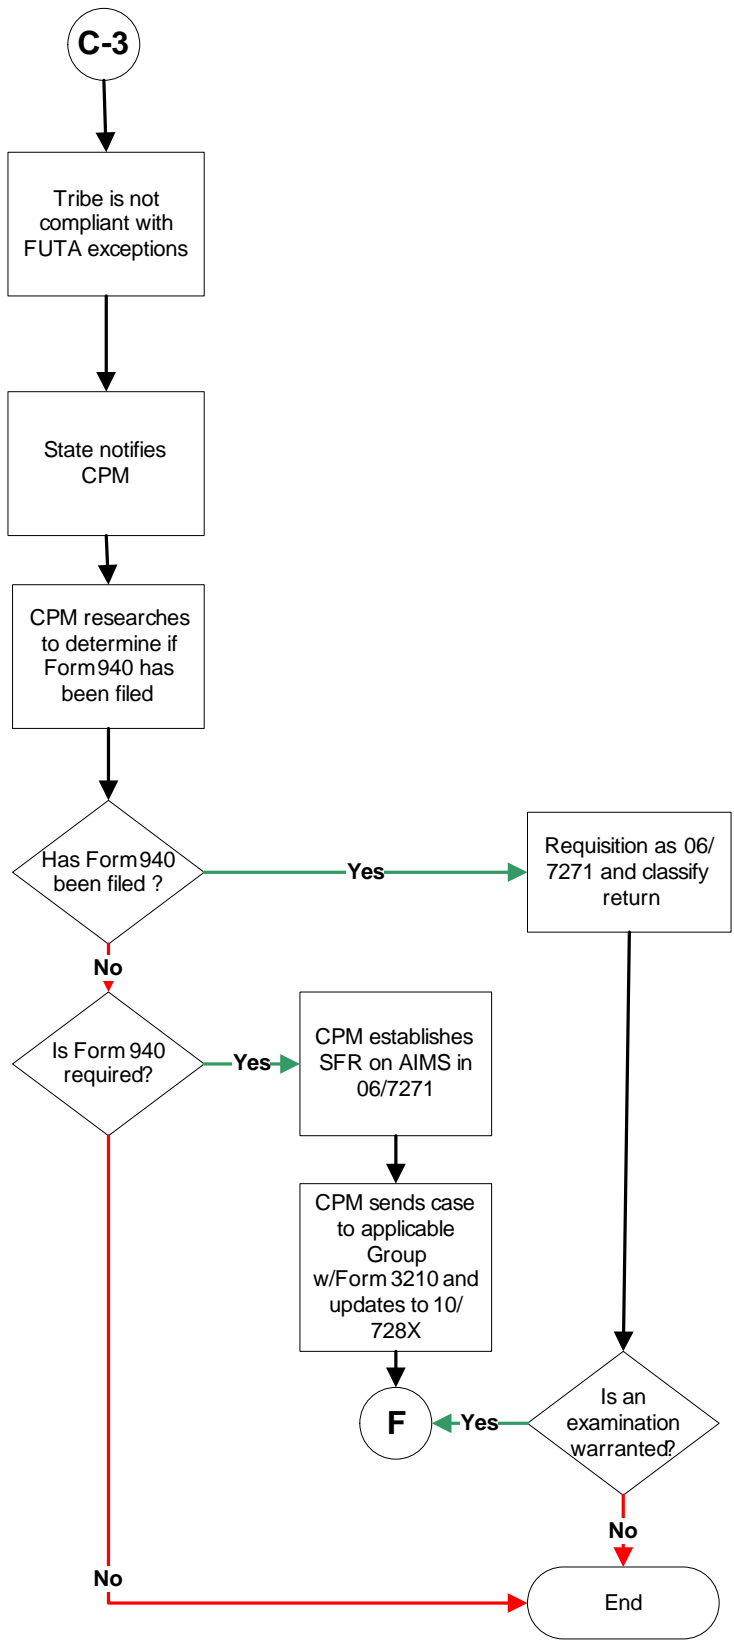 C-3
Tribe is not
compliant with
FUTA exceptions
State notifies
CPM
CPM researches
to determine if
Form 940 has
been filed
Has Form 940
been filed ?
Yes
Requisition as 06/
7271 and classify
return
No
Is Form 940
required?
Yes
CPM establishes
SFR on AIMS in
06/7271
CPM sends case
to applicable
Group
w/Form 3210 and
updates to 10/
728X
F
Yes
Is an
examination
warranted?
No
No
End